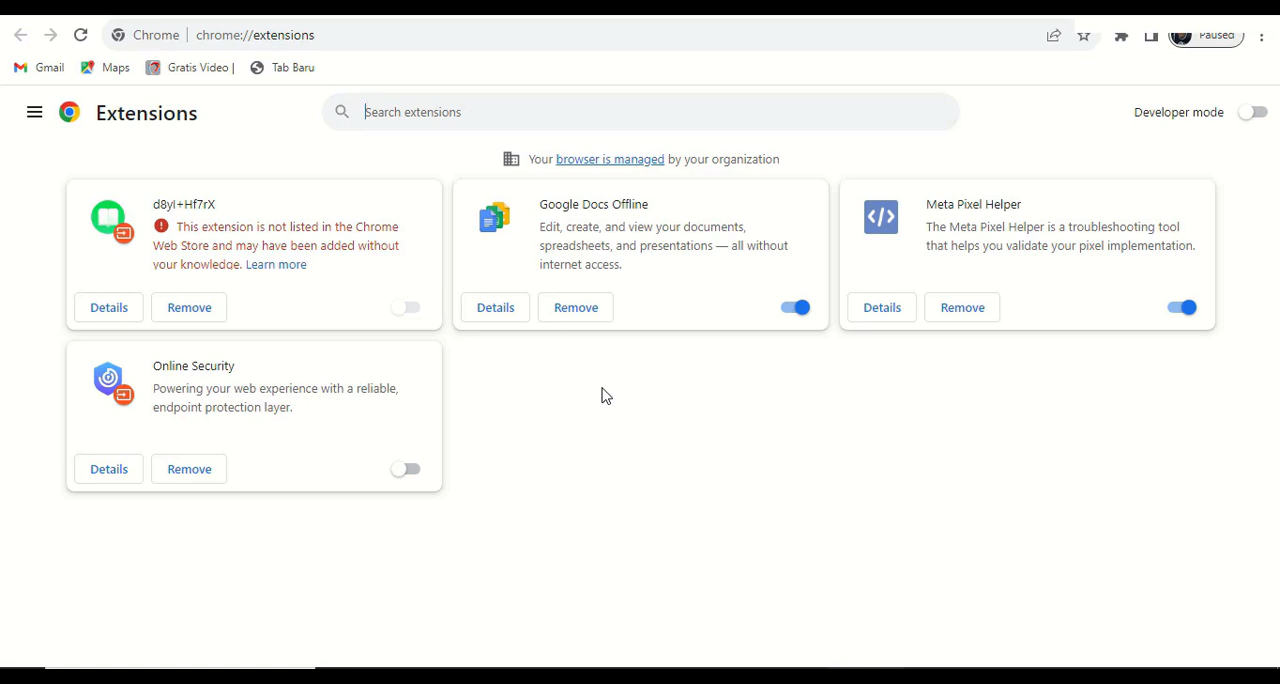 Chrome | chrome://extensions
Paused
Gmail Maps Gratis Video | Tab Baru
Extensions
Search extensions
Developer mode
Your browser is managed by your organization
d8yI+Hf7rX
This extension is not listed in the Chrome
Web Store and may have been added without
your knowledge. Learn more
Details Remove
Google Docs Offline
Edit, create, and view your documents,
spreadsheets, and presentations — all without
internet access.
Details Remove
Meta Pixel Helper
The Meta Pixel Helper is a troubleshooting tool
that helps you validate your pixel implementation.
Details Remove
Online Security
Powering your web experience with a reliable,
endpoint protection layer.
Details Remove